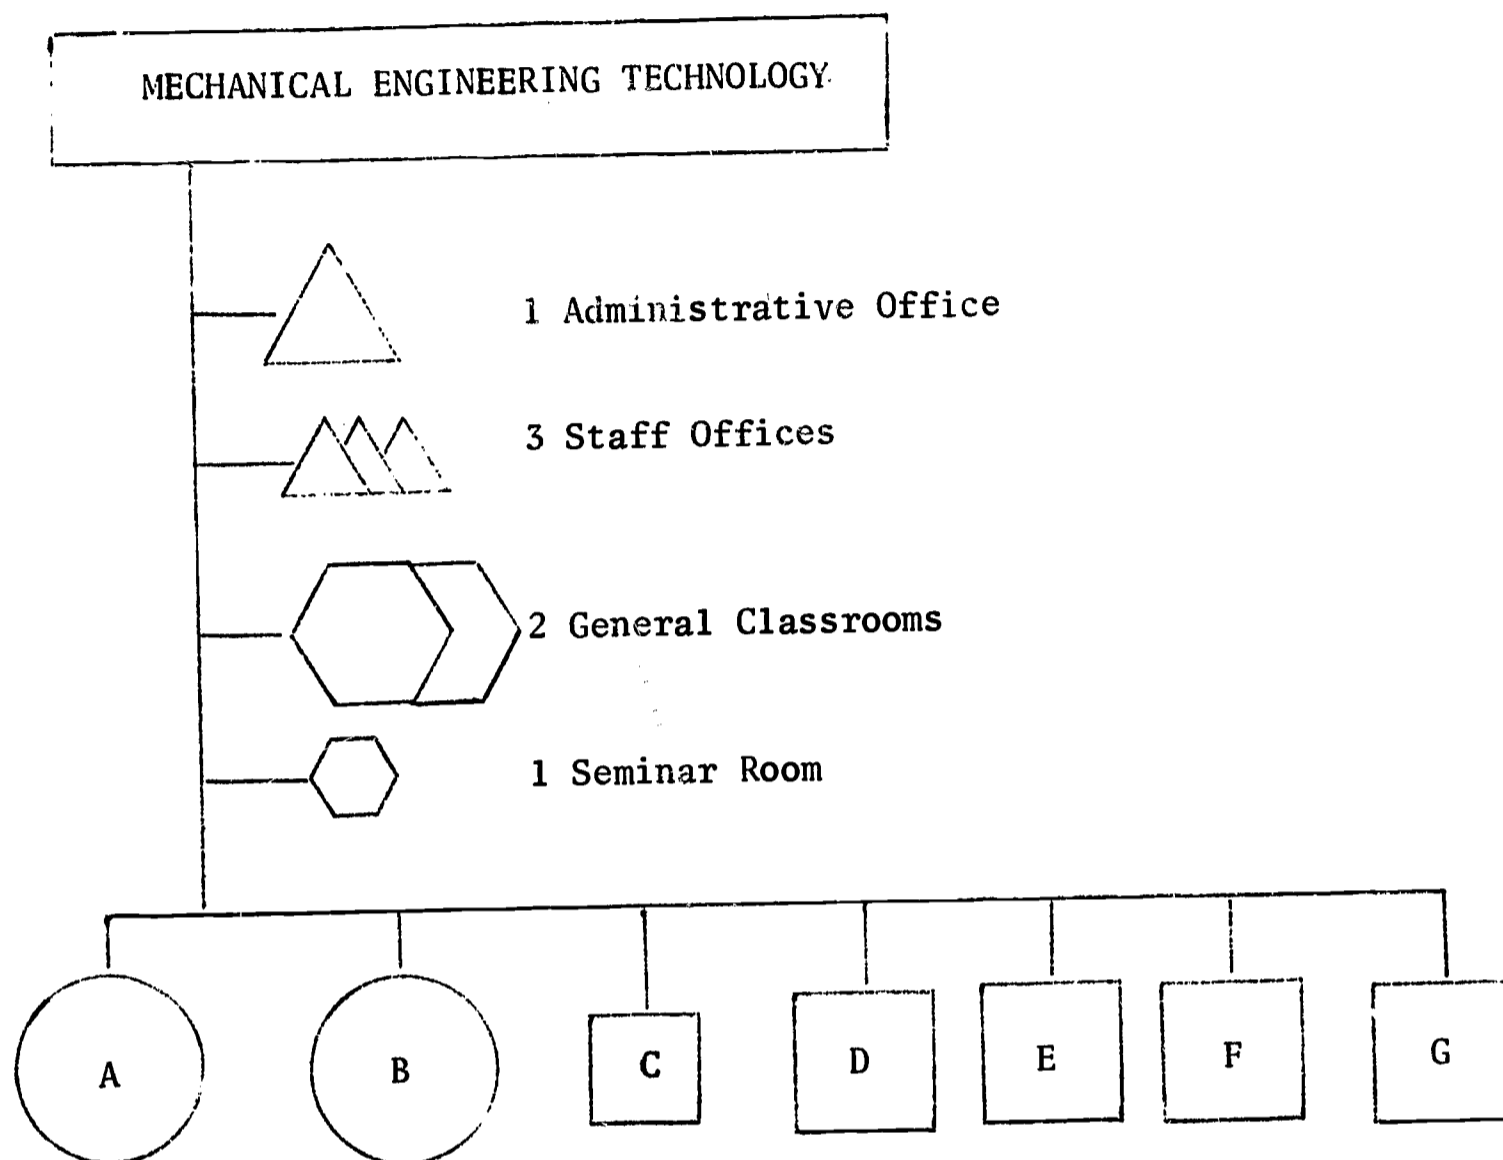 MECHANICAL ENGINEERING TECHNOLOGY
1 Administrative Office
3 Staff Offices
2 General Classrooms
1 Seminar Room
A B C D E F G